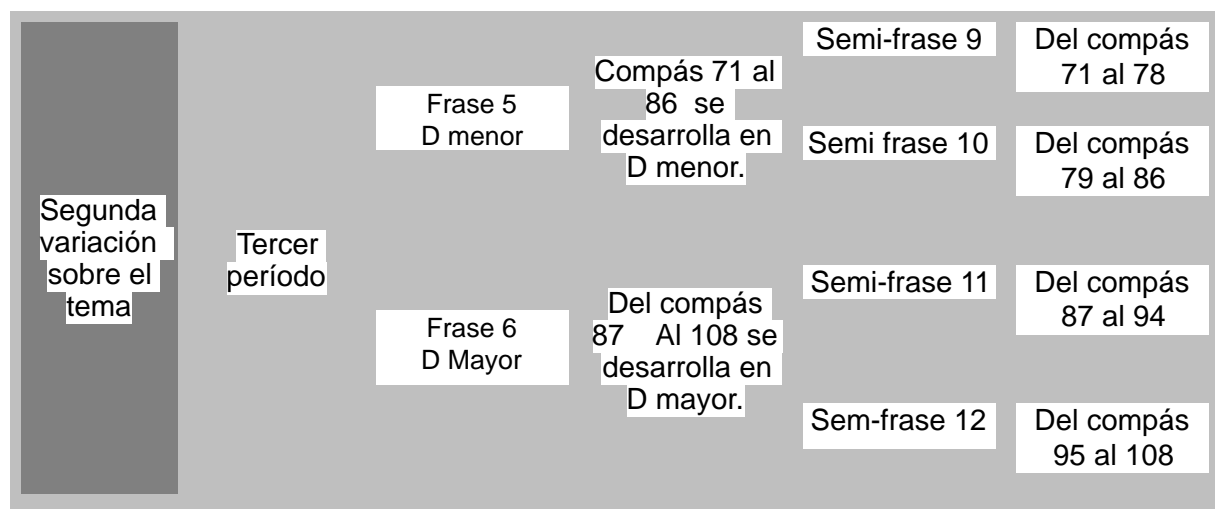 Segunda
variación
sobre el
tema
Tercer
período
Frase 5
D menor
Compás 71 al
86 se
desarrolla en
D menor.
Semi-frase 9
Del compás
71 al 78
Semi frase 10
Del compás
79 al 86
Frase 6
D Mayor
Del compás
87 Al 108 se
desarrolla en
D mayor.
Semi-frase 11
Del compás
87 al 94
Sem-frase 12
Del compás
95 al 108